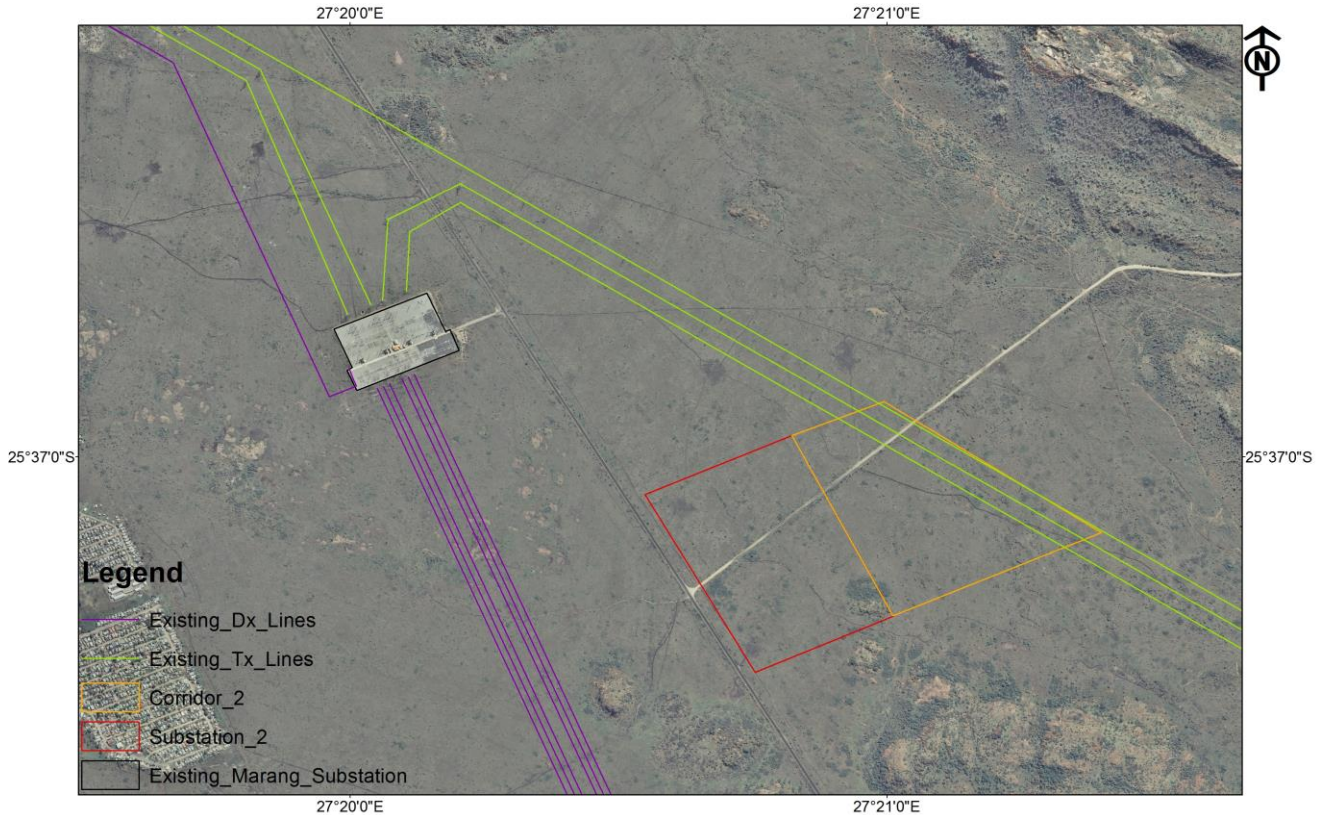 27°20'0"E 27°21'0"E
N
25°37'0"S 25°37'0"S
Legend
Existing_Dx_Lines
Existing_Tx_Lines
Corridor_2
Substation_2
Existing_Marang_Substation
27°20'0"E 27°21'0"E